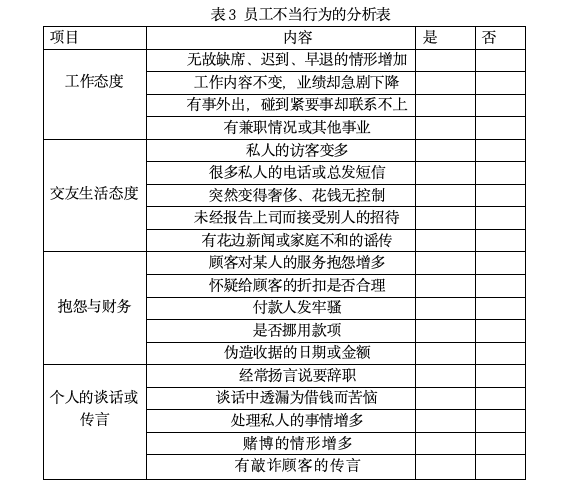 表 3 员工不当行为的分析表
项目 内容 是 否
工作态度
无故缺席、迟到、早退的情形增加
工作内容不变，业绩却急剧下降
有事外出，碰到紧要事却联系不上
有兼职情况或其他事业
交友生活态度
私人的访客变多
很多私人的电话或总发短信
突然变得奢侈、花钱无控制
未经报告上司而接受别人的招待
有花边新闻或家庭不和的谣传
抱怨与财务
顾客对某人的服务抱怨增多
怀疑给顾客的折扣是否合理
付款人发牢骚
是否挪用款项
伪造收据的日期或金额
个人的谈话或
传言
经常扬言说要辞职
谈话中透漏为借钱而苦恼
处理私人的事情增多
赌博的情形增多
有敲诈顾客的传言